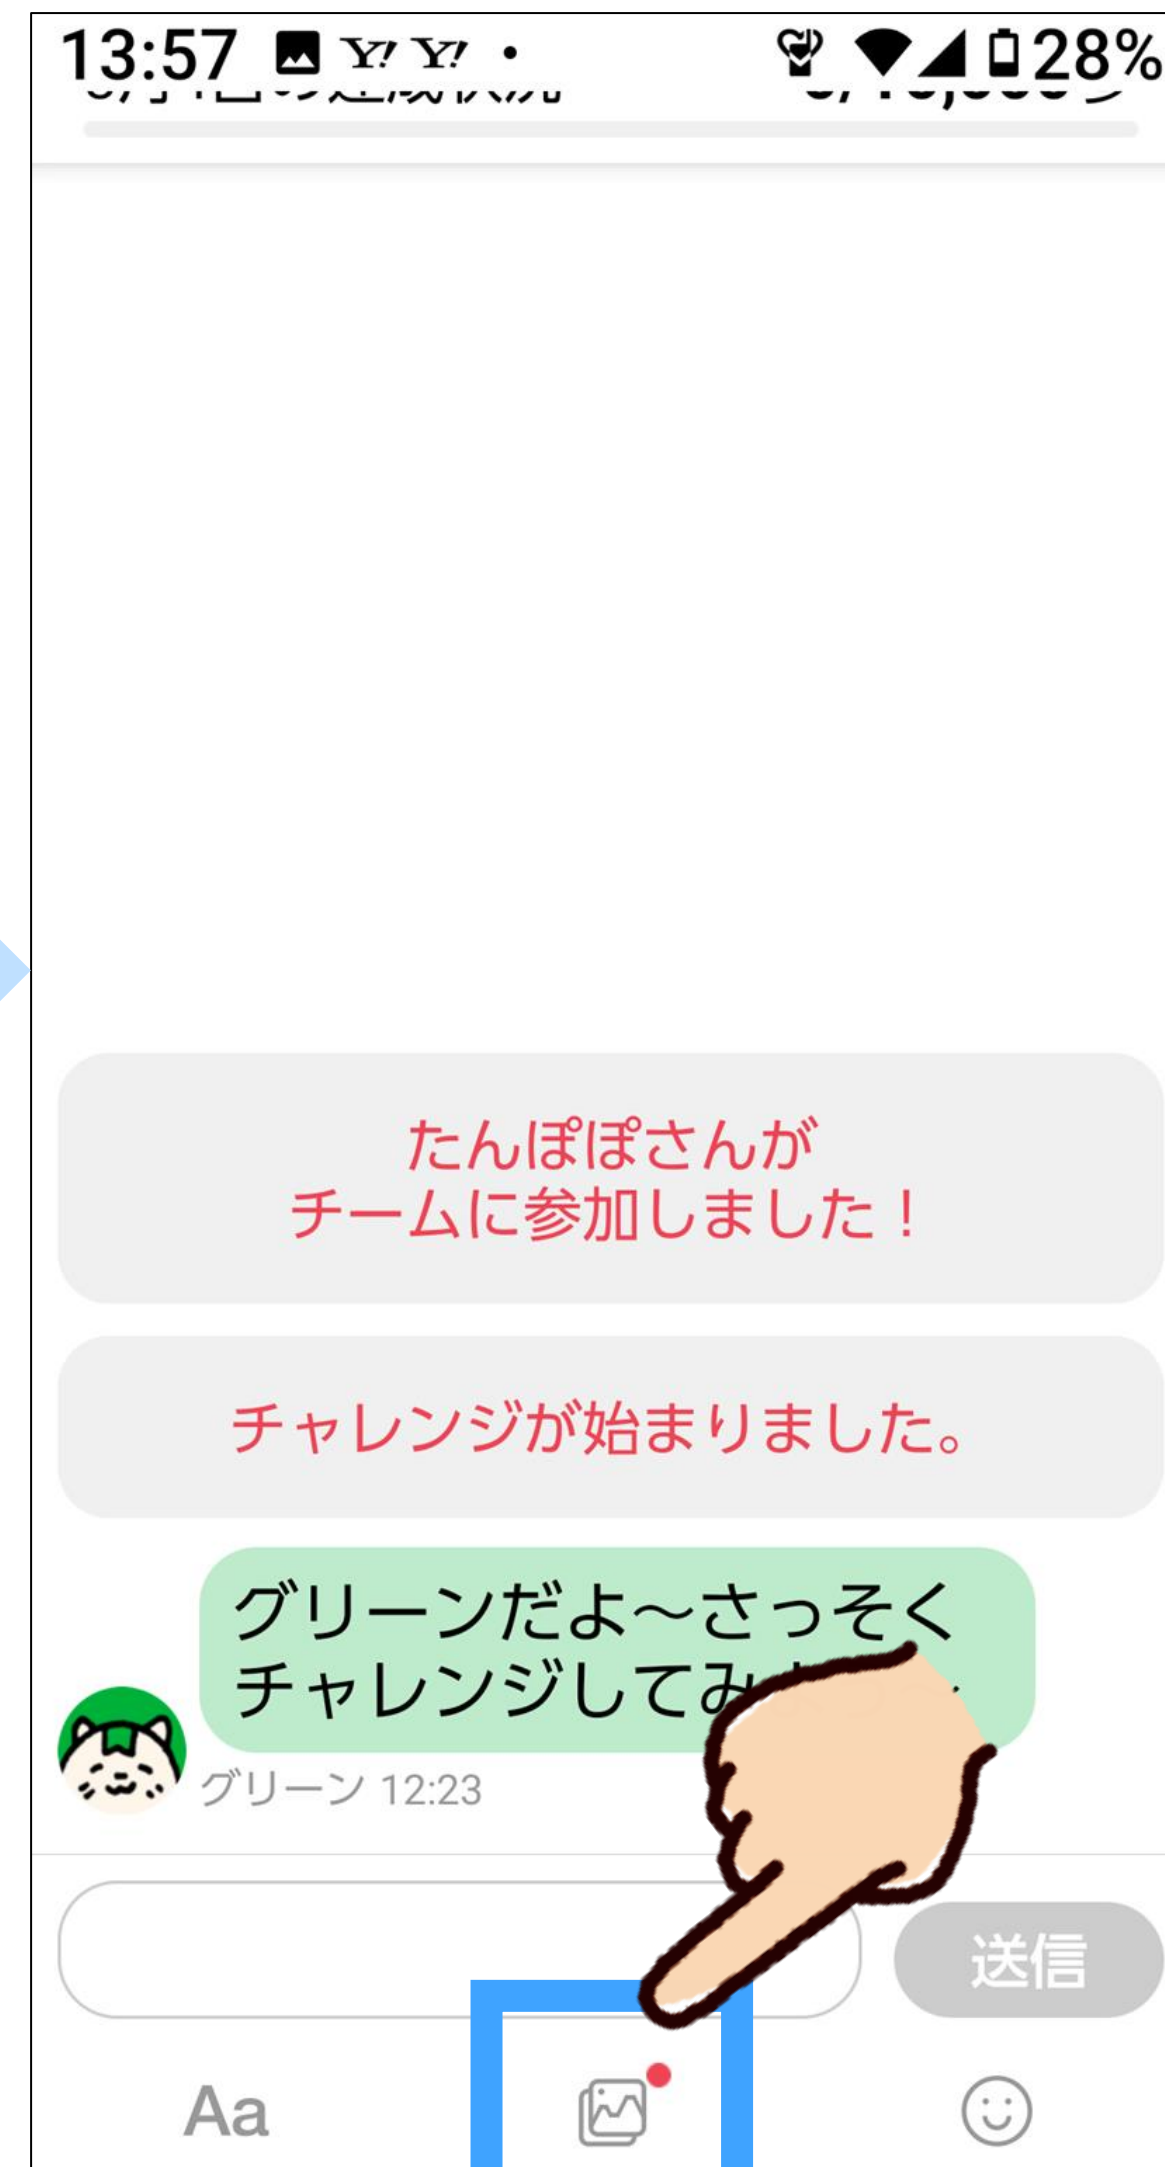 13:57 Y! Y! 28%
たんぽぽさんが
チームに参加しました！
チャレンジが始まりました。
グリーンだよ〜さっそく
チャレンジしてみ
グリーン 12:23
送信
Aa